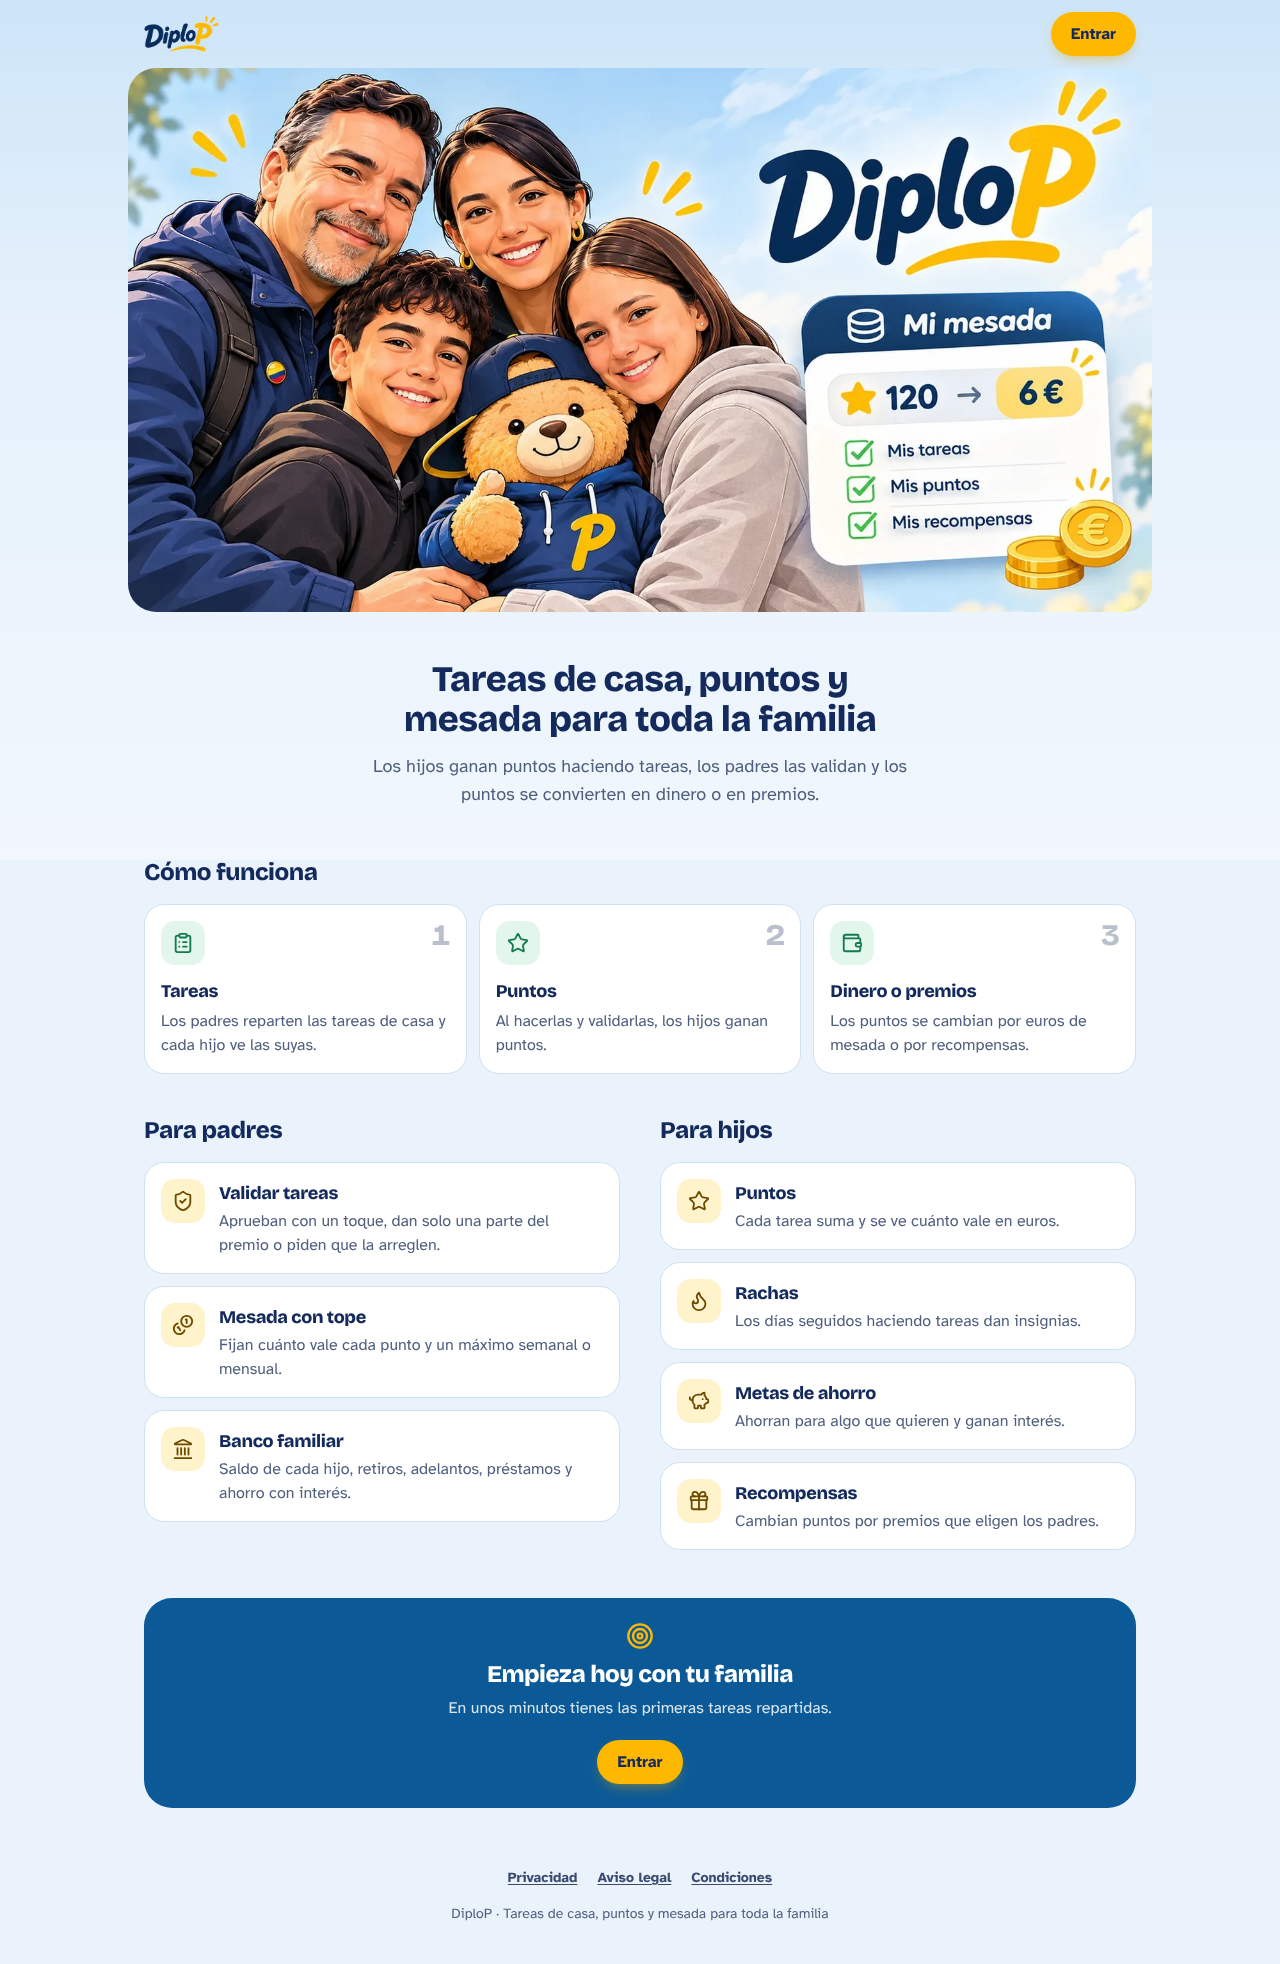 DiploP
Entrar
DiploP
Mi mesada
120 → 6 €
Mis tareas
Mis puntos
Mis recompensas
€
P
Tareas de casa, puntos y
mesada para toda la familia
Los hijos ganan puntos haciendo tareas, los padres las validan y los
puntos se convierten en dinero o en premios.
Cómo funciona
1
Tareas
Los padres reparten las tareas de casa y
cada hijo ve las suyas.
2
Puntos
Al hacerlas y validarlas, los hijos ganan
puntos.
3
Dinero o premios
Los puntos se cambian por euros de
mesada o por recompensas.
Para padres
Validar tareas
Aprueban con un toque, dan solo una parte del
premio o piden que la arreglen.
Mesada con tope
Fijan cuánto vale cada punto y un máximo semanal o
mensual.
Banco familiar
Saldo de cada hijo, retiros, adelantos, préstamos y
ahorro con interés.
Para hijos
Puntos
Cada tarea suma y se ve cuánto vale en euros.
Rachas
Los días seguidos haciendo tareas dan insignias.
Metas de ahorro
Ahorran para algo que quieren y ganan interés.
Recompensas
Cambian puntos por premios que eligen los padres.
Empieza hoy con tu familia
En unos minutos tienes las primeras tareas repartidas.
Entrar
Privacidad Aviso legal Condiciones
DiploP · Tareas de casa, puntos y mesada para toda la familia